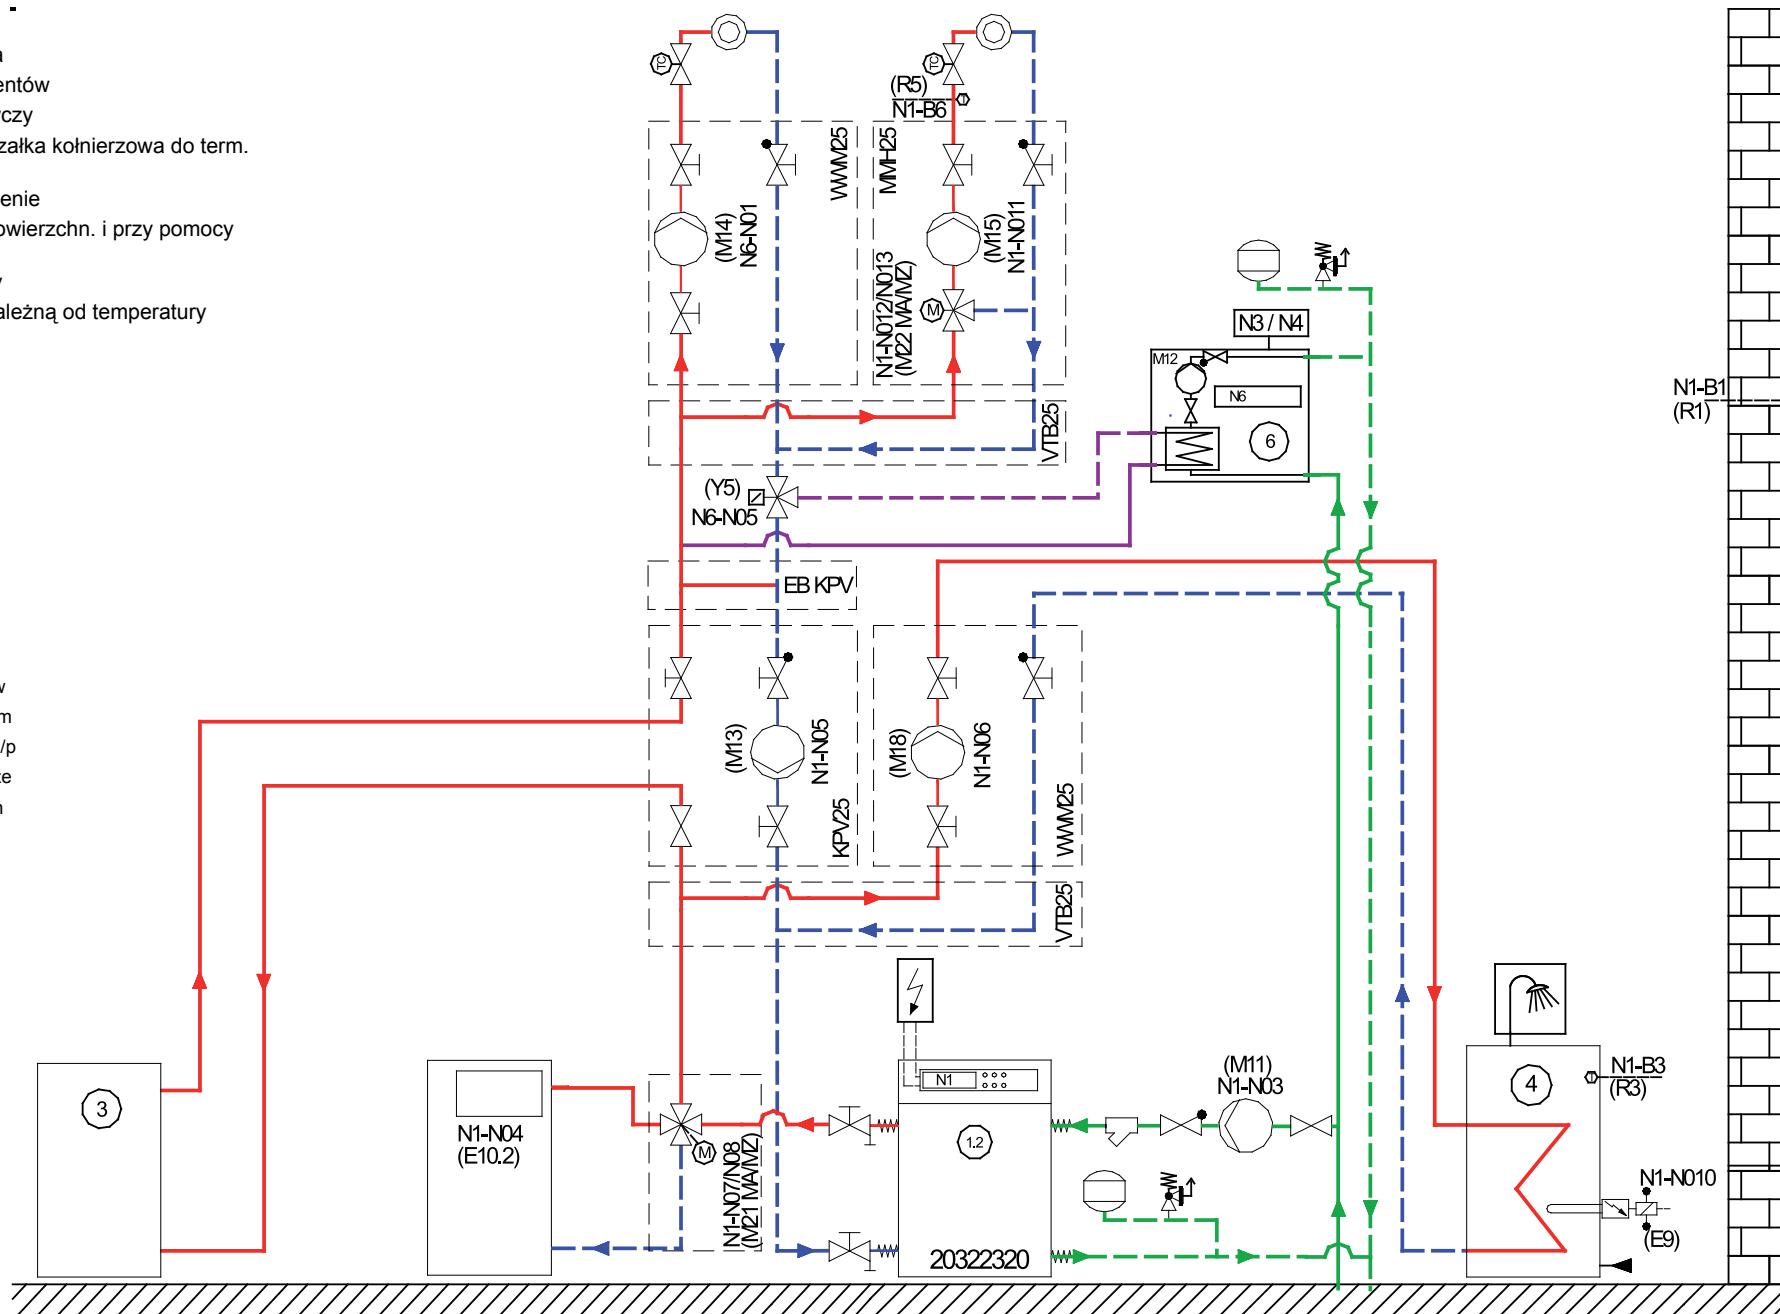 -
a
entów
czy
załka kołnierzowa do term.
enie
owierzchn. i przy pomocy
ależną od temperatury
w
m
/p
te
n
TC
TC
(R5)
N1-B6
WWM25
MMH25
(M14)
N6-N01
(M15)
N1-N011
N1-N012/N013
(M22 MA/MZ)
M
VTB25
N3 / N4
M12
N6
6
N1-B1
(R1)
(Y5)
N6-N05
EB KPV
(M13)
N1-N05
KPV25
(M18)
N1-N06
WWM25
VTB25
3
N1-N04
(E10.2)
M
N1-N07/N08
(M21 MA/MZ)
N1
1.2
20322320
(M11)
N1-N03
4
N1-B3
(R3)
N1-N010
(E9)